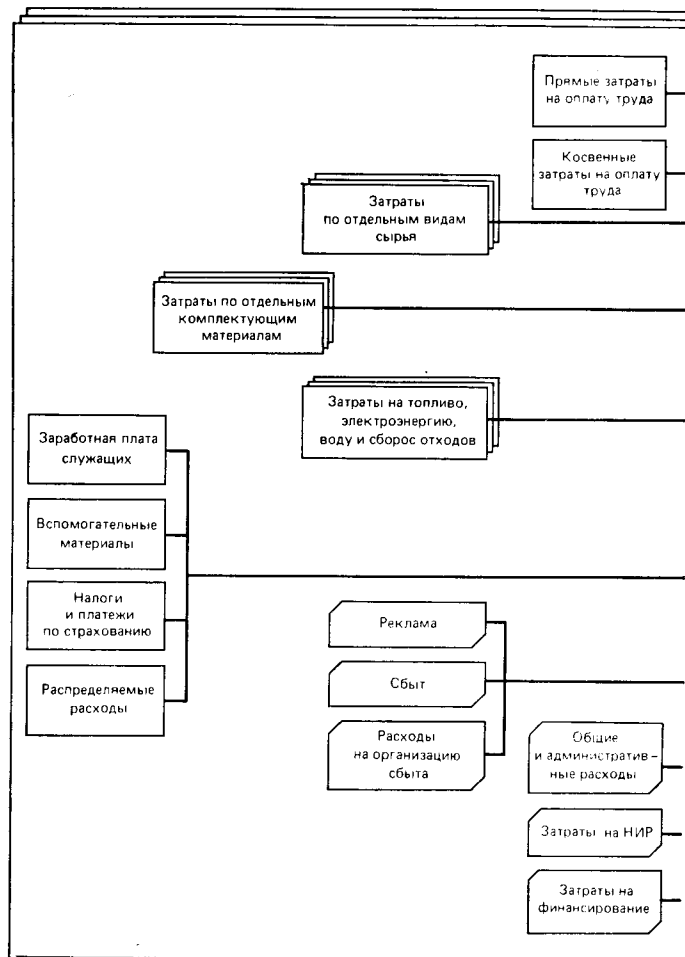 Прямые затраты
на оплату труда
Косвенные
затраты на оплату
труда
Затраты
по отдельным видам
сырья
Затраты по отдельным
комплектующим
материалам
Затраты на топливо,
электроэнергию,
воду и сборос отходов
Заработная плата
служащих
Вспомогательные
материалы
Налоги
и платежи
по страхованию
Распределяемые
расходы
Реклама
Сбыт
Расходы
на организацию
сбыта
Общие
и административ –
ные расходы
Затраты на НИР
Затраты на
финансирование